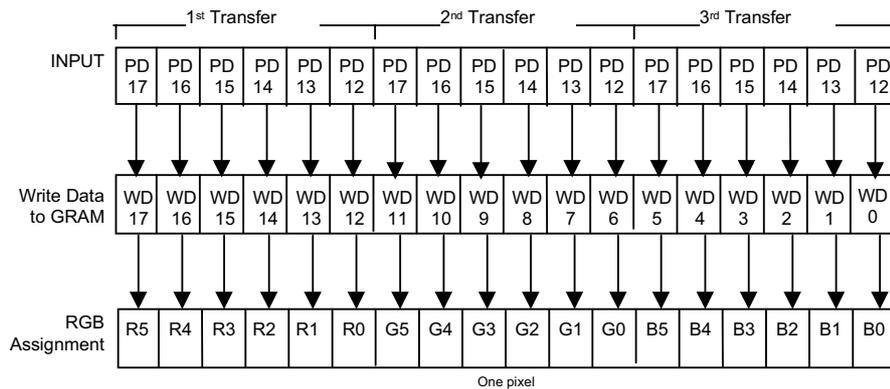 1st Transfer 2nd Transfer 3rd Transfer
INPUT
PD PD PD PD PD PD PD PD PD PD PD PD PD PD PD PD PD PD
17 16 15 14 13 12 17 16 15 14 13 12 17 16 15 14 13 12
Write Data
to GRAM
WD WD WD WD WD WD WD WD WD WD WD WD WD WD WD WD WD WD
17 16 15 14 13 12 11 10 9 8 7 6 5 4 3 2 1 0
RGB
Assignment
R5 R4 R3 R2 R1 R0 G5 G4 G3 G2 G1 G0 B5 B4 B3 B2 B1 B0
One pixel